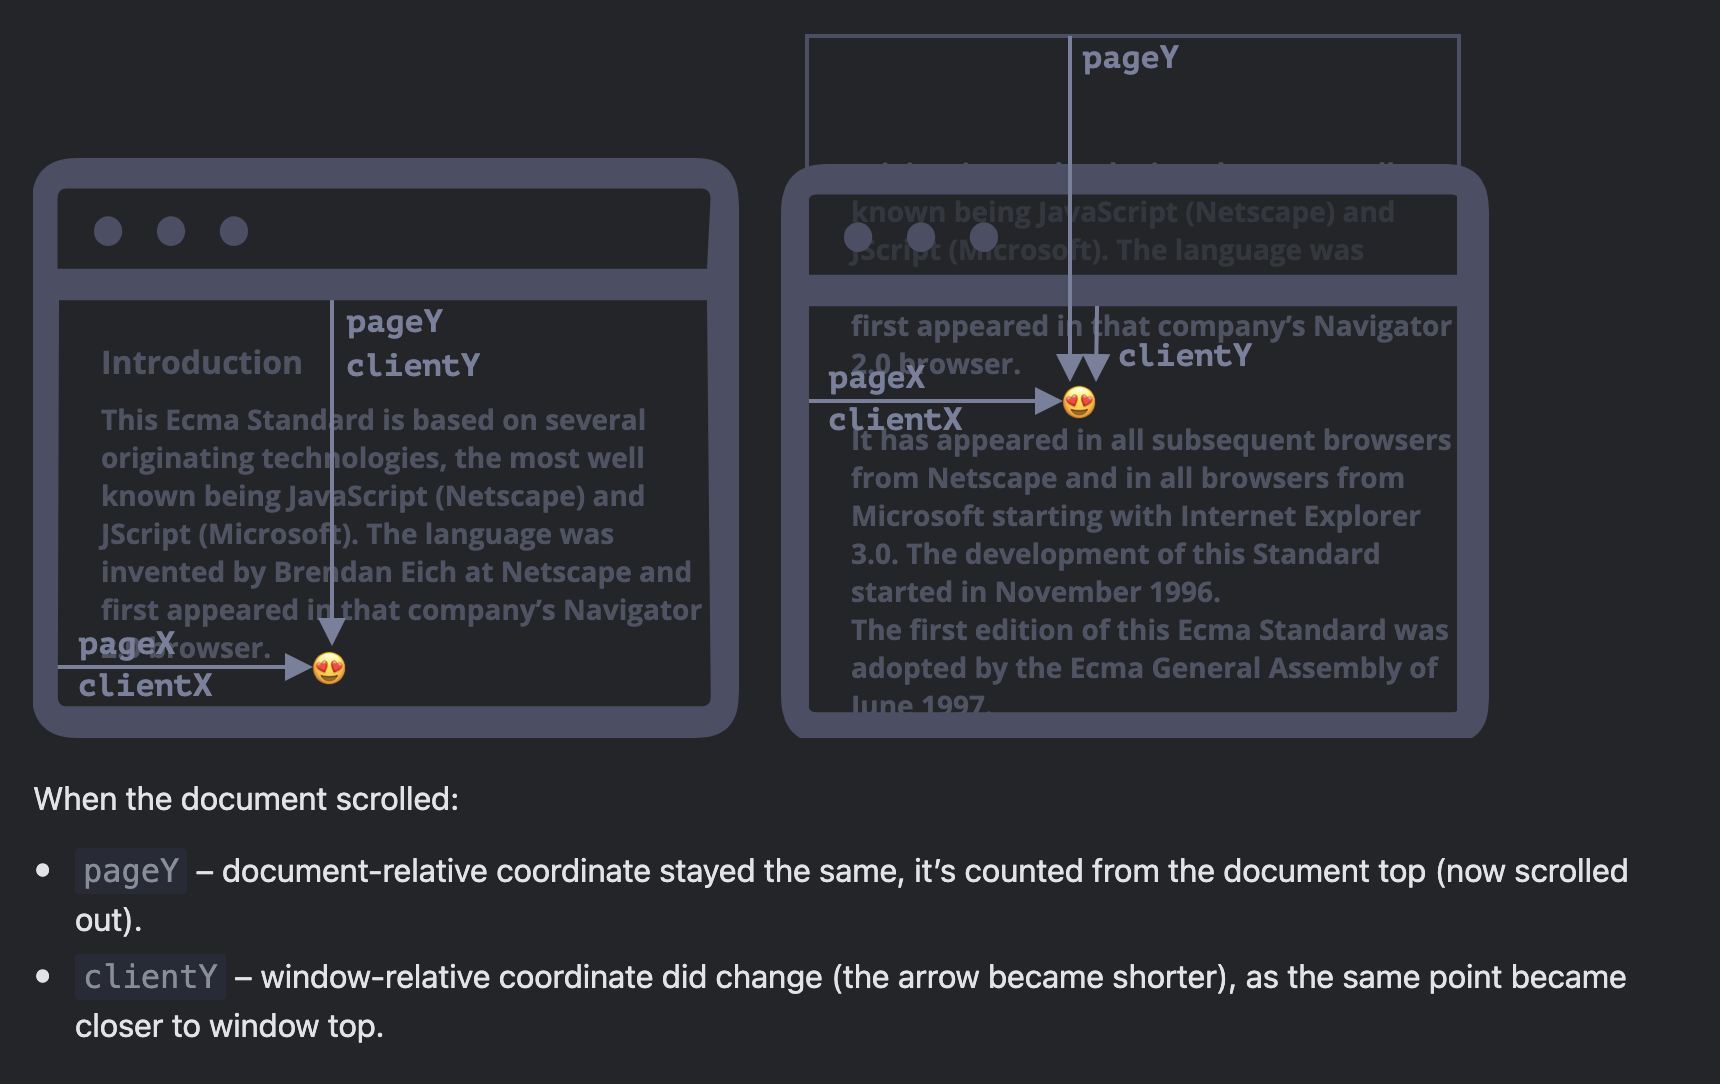 pageY
clientY
Introduction
This Ecma Standard is based on several
originating technologies, the most well
known being JavaScript (Netscape) and
JScript (Microsoft). The language was
invented by Brendan Eich at Netscape and
first appeared in that company’s Navigator
2.0 browser.
pageX
clientX
pageY
known being JavaScript (Netscape) and
JScript (Microsoft). The language was
first appeared in that company’s Navigator
2.0 browser.
clientY
pageX
clientX
It has appeared in all subsequent browsers
from Netscape and in all browsers from
Microsoft starting with Internet Explorer
3.0. The development of this Standard
started in November 1996.
The first edition of this Ecma Standard was
adopted by the Ecma General Assembly of
June 1997.
When the document scrolled:
• pageY – document-relative coordinate stayed the same, it’s counted from the document top (now scrolled
out).
• clientY – window-relative coordinate did change (the arrow became shorter), as the same point became
closer to window top.